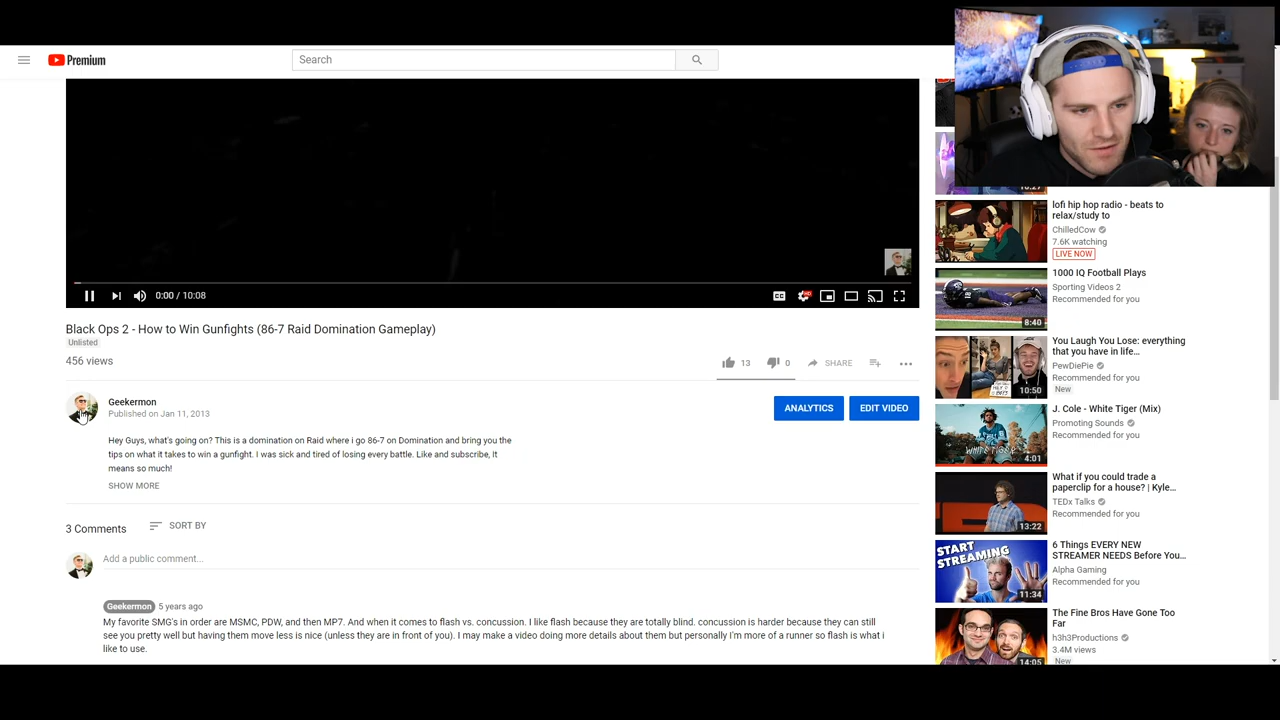 Premium
Search
0:00 / 10:08
CC
HD
Black Ops 2 - How to Win Gunfights (86-7 Raid Domination Gameplay)
Unlisted
456 views
13
0
SHARE
Geekermon
Published on Jan 11, 2013
ANALYTICS
EDIT VIDEO
Hey Guys, what's going on? This is a domination on Raid where i go 86-7 on Domination and bring you the
tips on what it takes to win a gunfight. I was sick and tired of losing every battle. Like and subscribe, It
means so much!
SHOW MORE
3 Comments
SORT BY
Add a public comment...
Geekermon 5 years ago
My favorite SMG's in order are MSMC, PDW, and then MP7. And when it comes to flash vs. concussion. I like flash because they are totally blind. concussion is harder because they can still
see you pretty well but having them move less is nice (unless they are in front of you). I may make a video doing more details about them but personally I'm more of a runner so flash is what i
like to use.
lofi hip hop radio - beats to
relax/study to
ChilledCow
7.6K watching
LIVE NOW
1000 IQ Football Plays
Sporting Videos 2
Recommended for you
8:40
You Laugh You Lose: everything
that you have in life…
PewDiePie
Recommended for you
New
10:50
J. Cole - White Tiger (Mix)
Promoting Sounds
Recommended for you
WHITE TIGER
4:01
What if you could trade a
paperclip for a house? | Kyle…
TEDx Talks
Recommended for you
13:22
6 Things EVERY NEW
STREAMER NEEDS Before You…
Alpha Gaming
Recommended for you
START
STREAMING
11:34
The Fine Bros Have Gone Too
Far
h3h3Productions
3.4M views
New
14:05